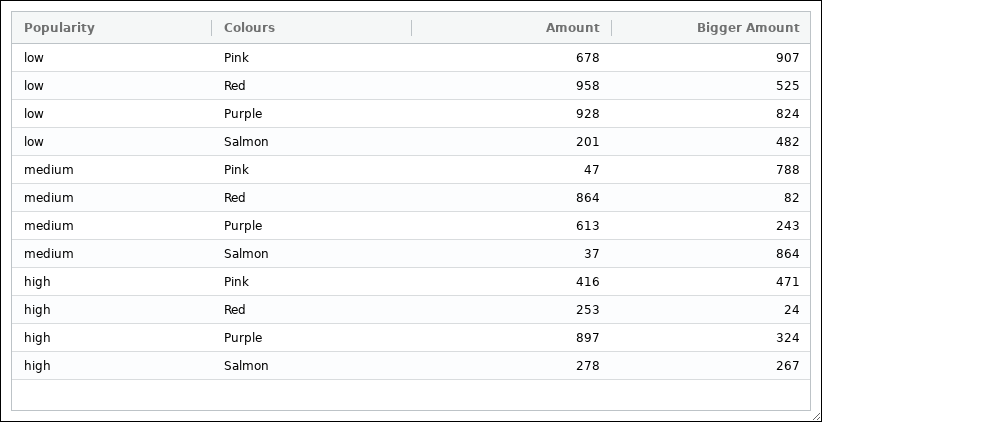 Popularity Colours Amount Bigger Amount
low Pink 678 907
low Red 958 525
low Purple 928 824
low Salmon 201 482
medium Pink 47 788
medium Red 864 82
medium Purple 613 243
medium Salmon 37 864
high Pink 416 471
high Red 253 24
high Purple 897 324
high Salmon 278 267